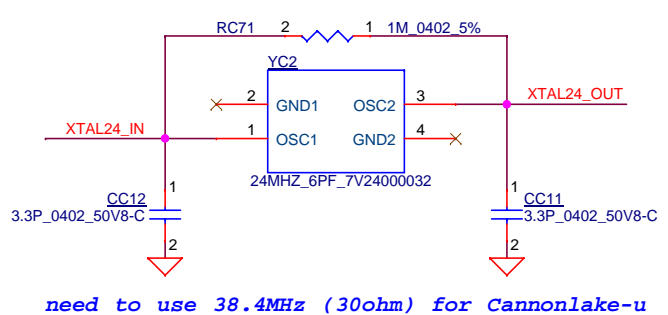 RC71 2 1 1M_0402_5%
YC2
2 GND1 OSC2 3 XTAL24_OUT
XTAL24_IN 1 OSC1 GND2 4
24MHZ_6PF_7V24000032
1 1
CC12 CC11
3.3P_0402_50V8-C 3.3P_0402_50V8-C
2 2
need to use 38.4MHz (30ohm) for Cannonlake-u